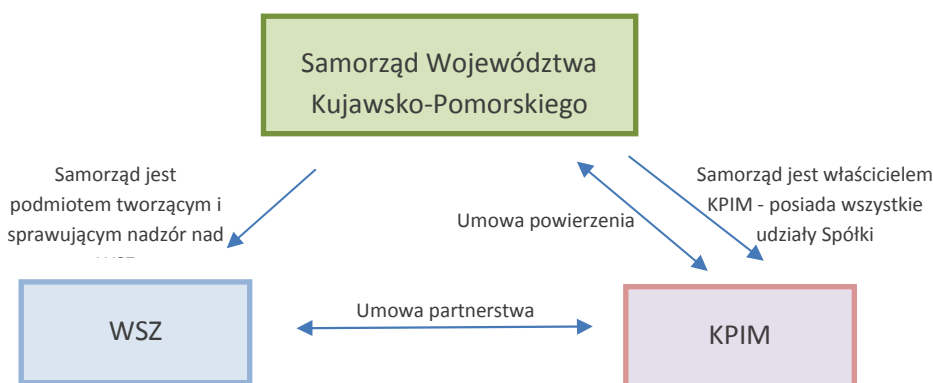 Samorząd Województwa
Kujawsko-Pomorskiego
Samorząd jest
podmiotem tworzącym i
sprawującym nadzór nad
Umowa powierzenia
Samorząd jest właścicielem
KPIM - posiada wszystkie
udziały Spółki
WSZ
Umowa partnerstwa
KPIM